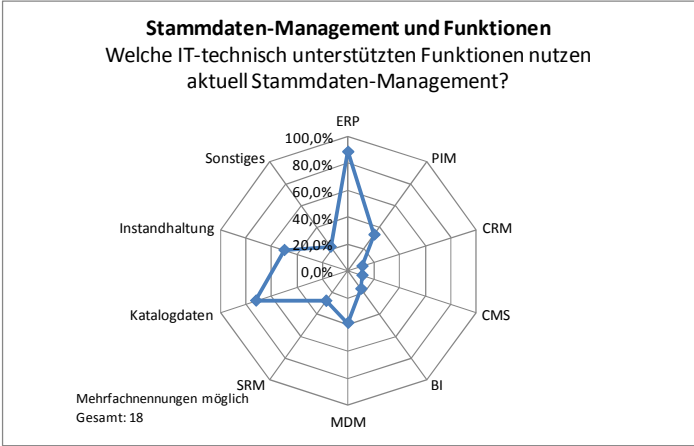 Stammdaten-Management und Funktionen
Welche IT-technisch unterstützten Funktionen nutzen
aktuell Stammdaten-Management?
ERP
100,0%
Sonstiges
PIM
80,0%
60,0%
Instandhaltung
40,0%
CRM
20,0%
0,0%
Katalogdaten
CMS
SRM
BI
MDM
Mehrfachnennungen möglich
Gesamt: 18